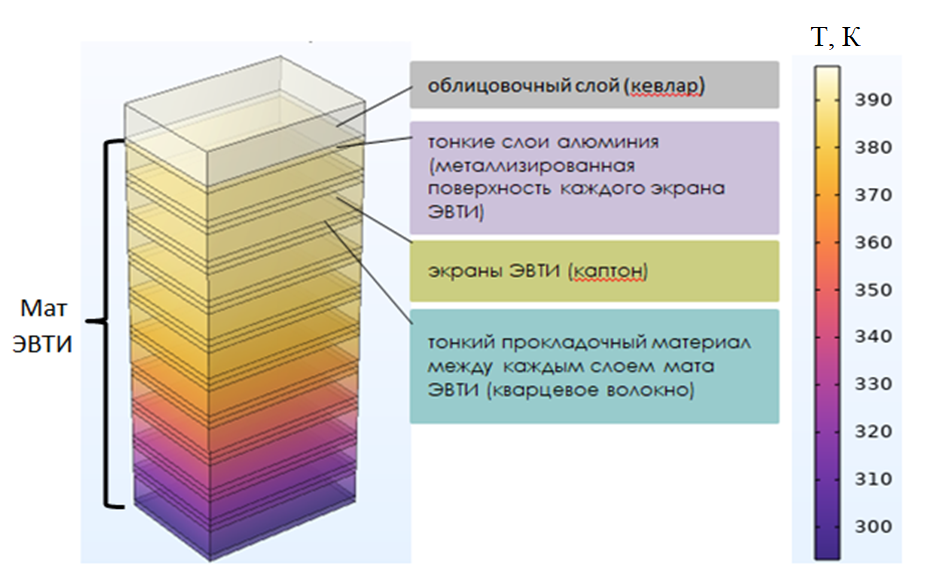 T, K
облицовочный слой (кевлар)
тонкие слои алюминия
(металлизированная
поверхность каждого экрана
ЭВТИ)
экраны ЭВТИ (каптон)
тонкий прокладочный материал
между каждым слоем мата
ЭВТИ (кварцевое волокно)
Мат
ЭВТИ
390
380
370
360
350
340
330
320
310
300